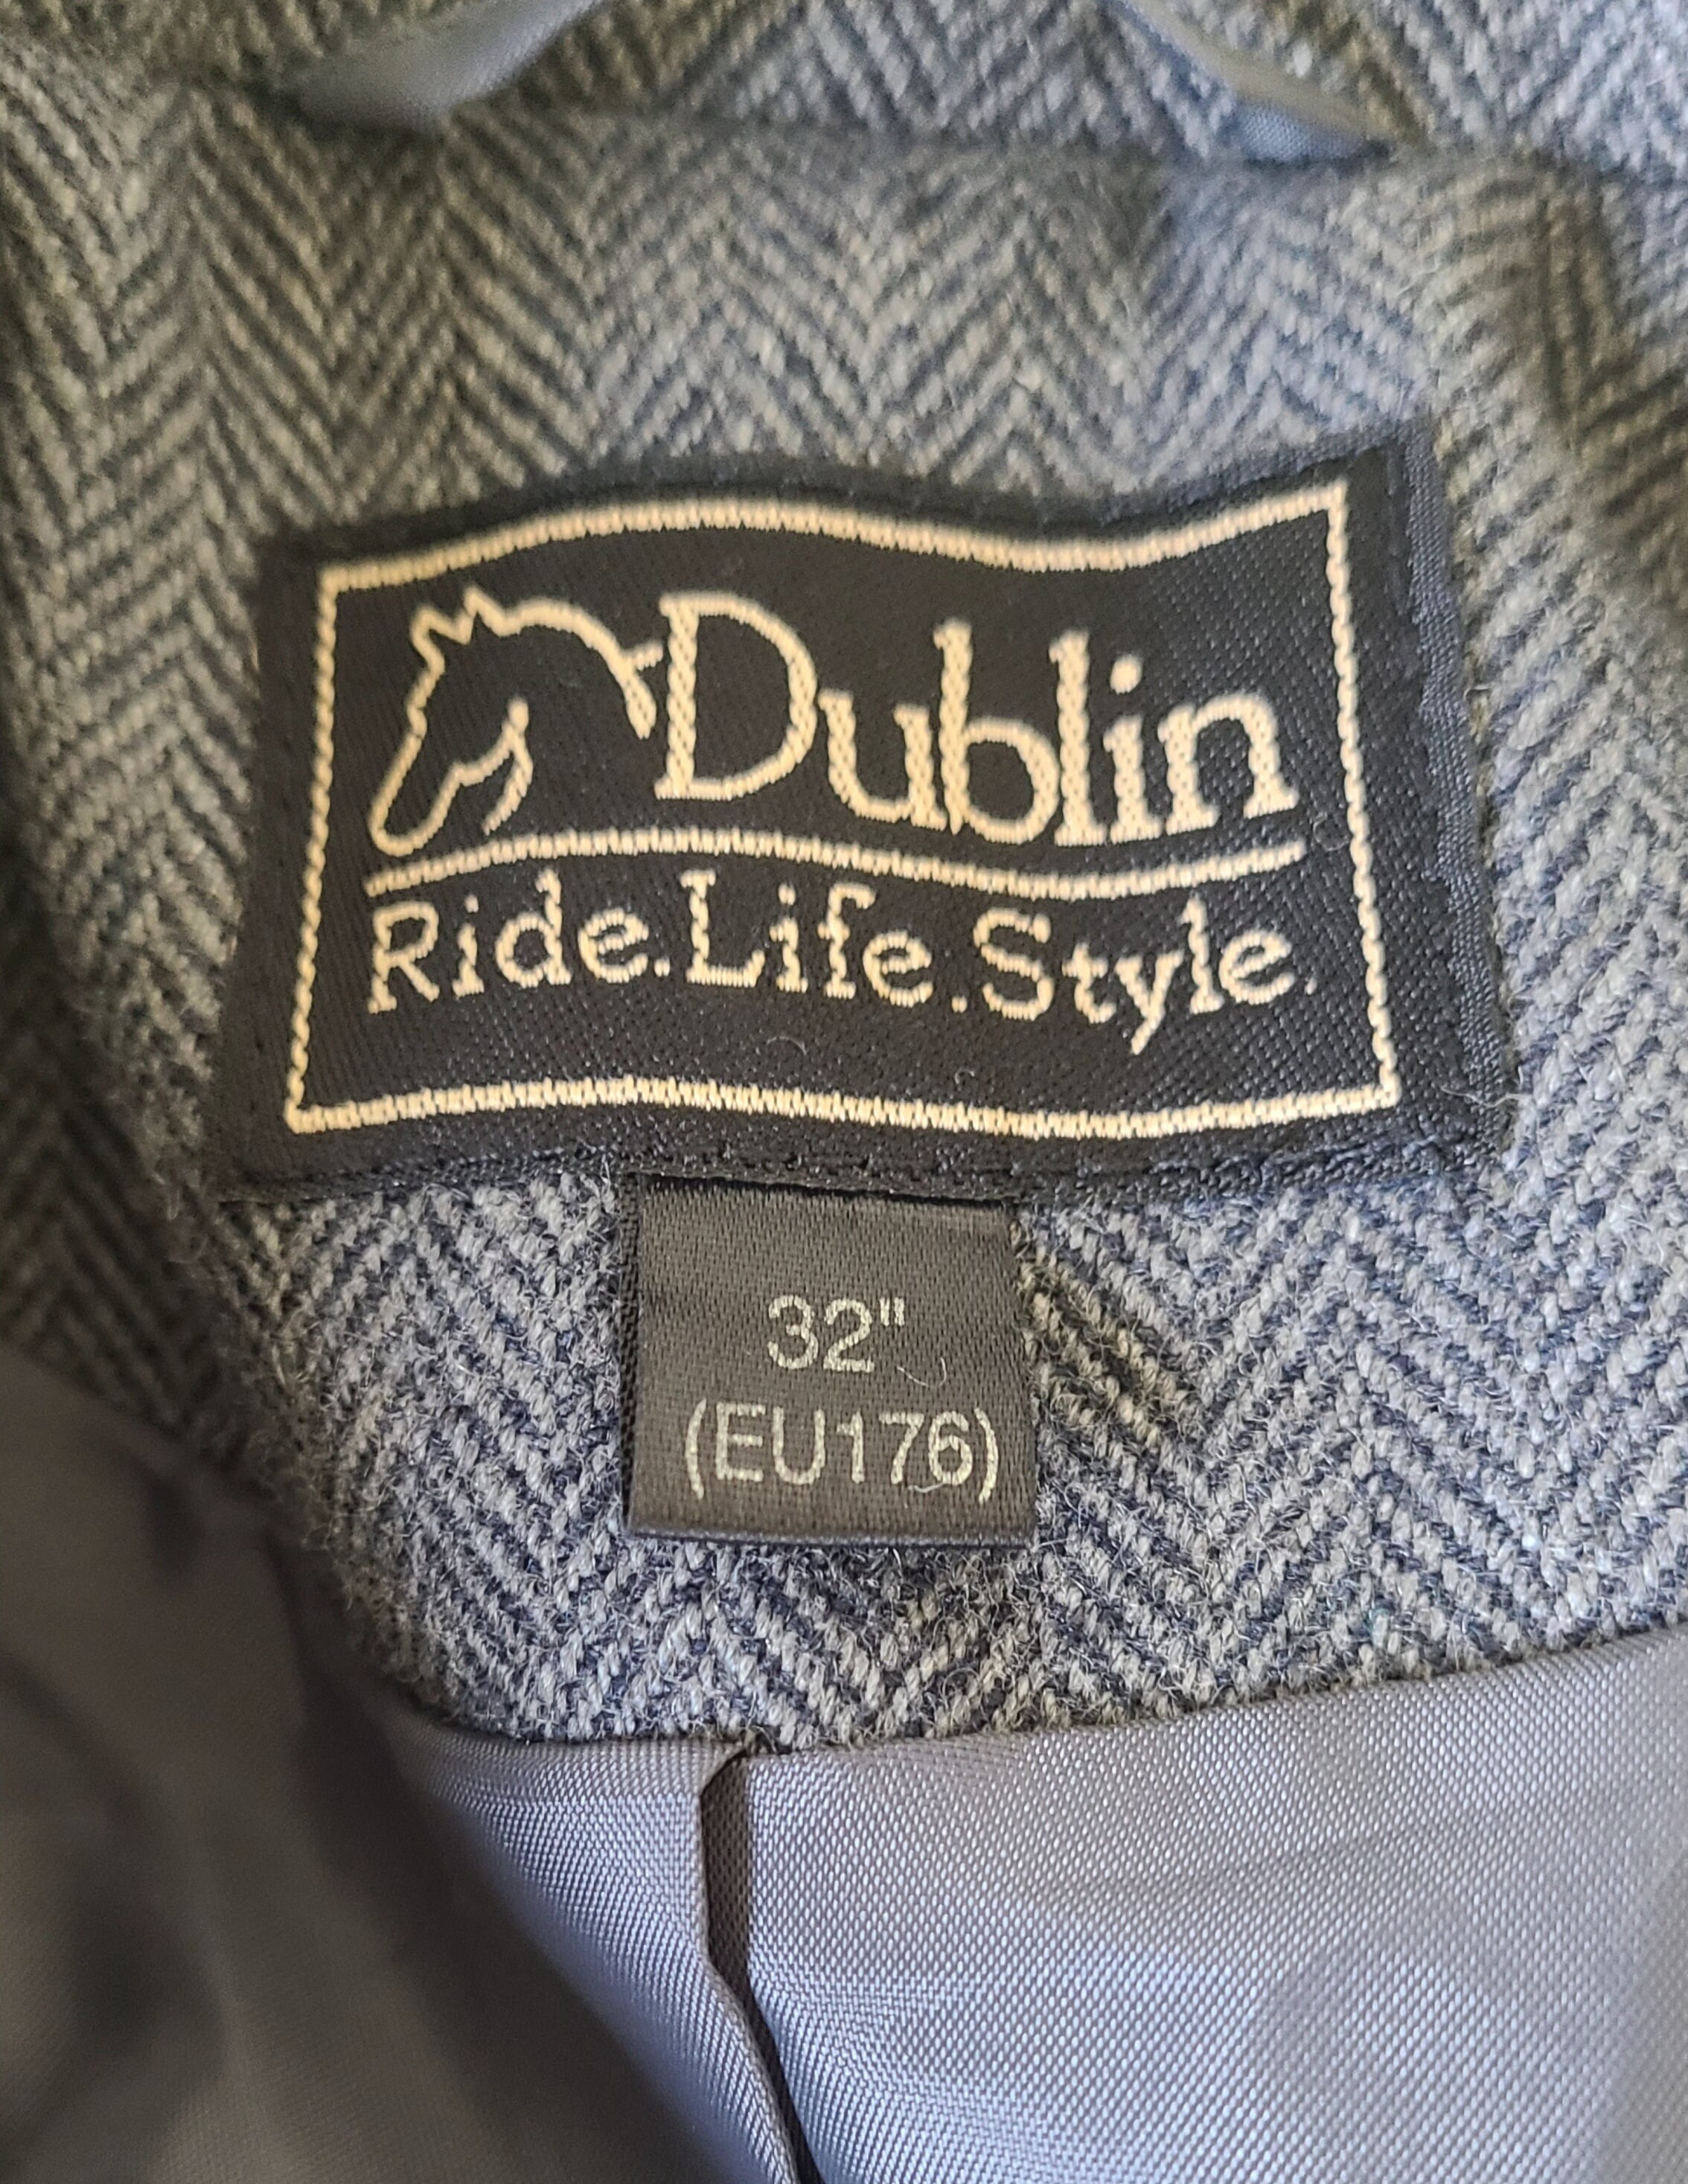 Dublin
Ride.Life.Style.
32"
(EU176)